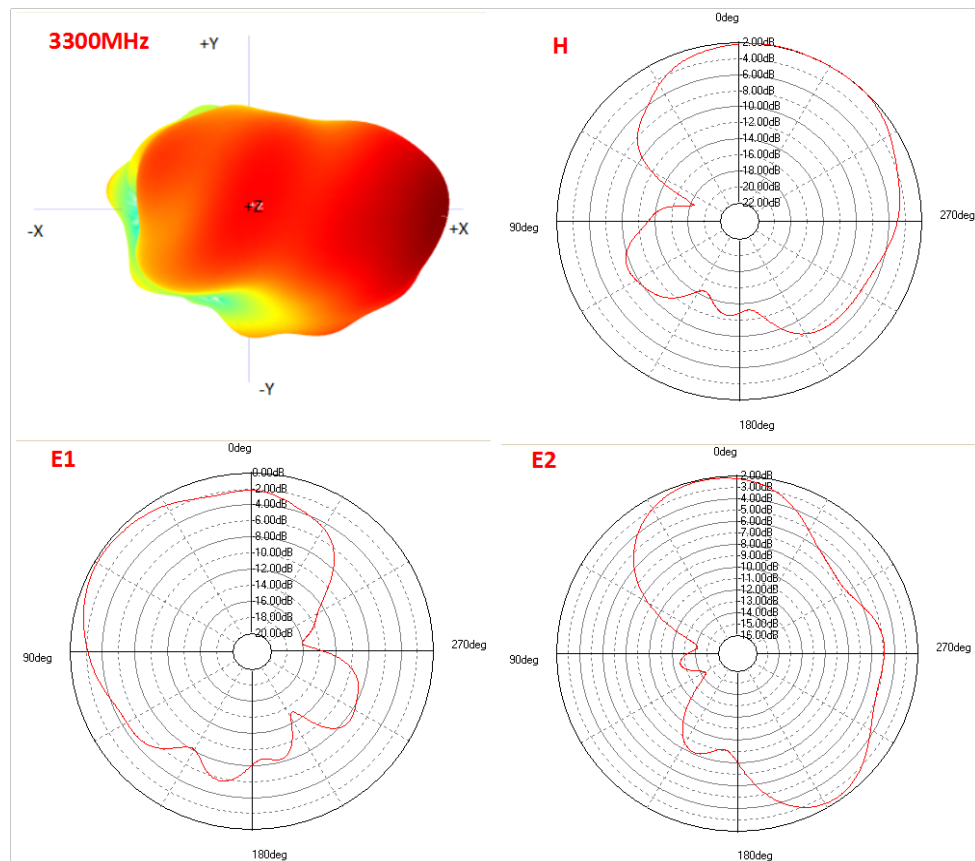 3300MHz
+Y
-X
+Z
+X
-Y
H
0deg
2.00dB
4.00dB
6.00dB
8.00dB
10.00dB
12.00dB
14.00dB
16.00dB
18.00dB
20.00dB
22.00dB
90deg
270deg
180deg
E1
0deg
0.00dB
2.00dB
4.00dB
6.00dB
8.00dB
10.00dB
12.00dB
14.00dB
16.00dB
18.00dB
20.00dB
90deg
270deg
180deg
E2
0deg
2.00dB
3.00dB
4.00dB
5.00dB
6.00dB
7.00dB
8.00dB
9.00dB
10.00dB
11.00dB
12.00dB
13.00dB
14.00dB
15.00dB
16.00dB
90deg
270deg
180deg